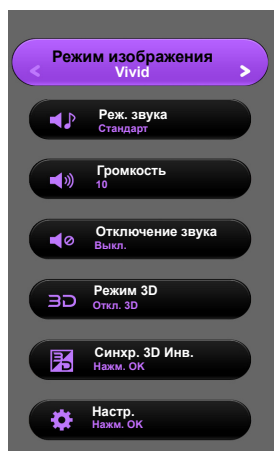 Режим изображения
Vivid
Реж. звука
Стандарт
Громкость
10
Отключение звука
Выкл.
3D
Режим 3D
Откл. 3D
Синхр. 3D Инв.
Нажм. OK
Настр.
Нажм. OK